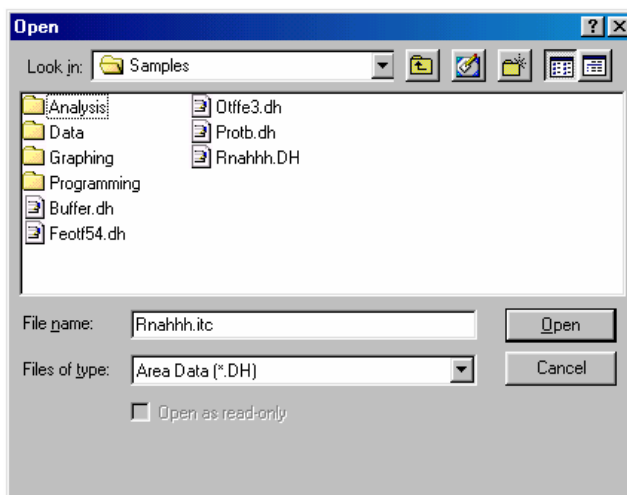 Open
Look in: Samples
Analysis
Data
Graphing
Programming
Buffer.dh
Feotf54.dh
Otffe3.dh
Protb.dh
Rnahhh.DH
File name: Rnahhh.itc Open
Files of type: Area Data (*.DH) Cancel
Open as read-only